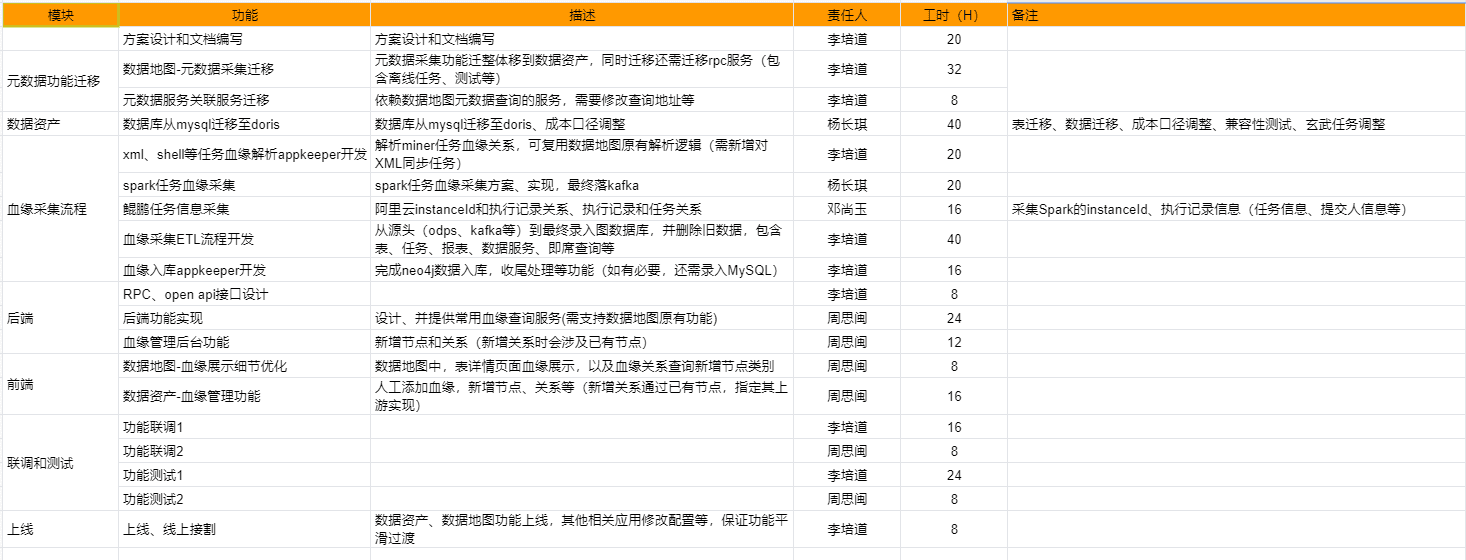 模块 功能 描述 责任人 工时（H） 备注
方案设计和文档编写 方案设计和文档编写 李培道 20
元数据功能迁移
数据地图-元数据采集迁移 元数据采集功能迁整体移到数据资产，同时迁移还需迁移rpc服务（包
含离线任务、测试等） 李培道 32
元数据服务关联服务迁移 依赖数据地图元数据查询的服务，需要修改查询地址等 李培道 8
数据资产 数据库从mysql迁移至doris 数据库从mysql迁移至doris、成本口径调整 杨长琪 40 表迁移、数据迁移、成本口径调整、兼容性测试、玄武任务调整
血缘采集流程
xml、shell等任务血缘解析appkeeper开发 解析miner任务血缘关系，可复用数据地图原有解析逻辑（需新增对
XML同步任务） 李培道 20
spark任务血缘采集 spark任务血缘采集方案、实现，最终落kafka 杨长琪 20
鲲鹏任务信息采集 阿里云instanceId和执行记录关系、执行记录和任务关系 邓尚玉 16 采集Spark的instanceId、执行记录信息（任务信息、提交人信息等）
血缘采集ETL流程开发 从源头（odps、kafka等）到最终录入图数据库，并删除旧数据，包含
表、任务、报表、数据服务、即席查询等 李培道 40
血缘入库appkeeper开发 完成neo4j数据入库，收尾处理等功能（如有必要，还需录入MySQL） 李培道 16
后端
RPC、open api接口设计 李培道 8
后端功能实现 设计、并提供常用血缘查询服务(需支持数据地图原有功能) 周思闽 24
血缘管理后台功能 新增节点和关系（新增关系时会涉及已有节点） 周思闽 12
前端
数据地图-血缘展示细节优化 数据地图中，表详情页面血缘展示，以及血缘关系查询新增节点类别 周思闽 8
数据资产-血缘管理功能 人工添加血缘，新增节点、关系等（新增关系通过已有节点，指定其上
游实现） 周思闽 16
联调和测试
功能联调1 李培道 16
功能联调2 周思闽 8
功能测试1 李培道 24
功能测试2 周思闽 8
上线 上线、线上接割 数据资产、数据地图功能上线，其他相关应用修改配置等，保证功能平
滑过渡 李培道 8